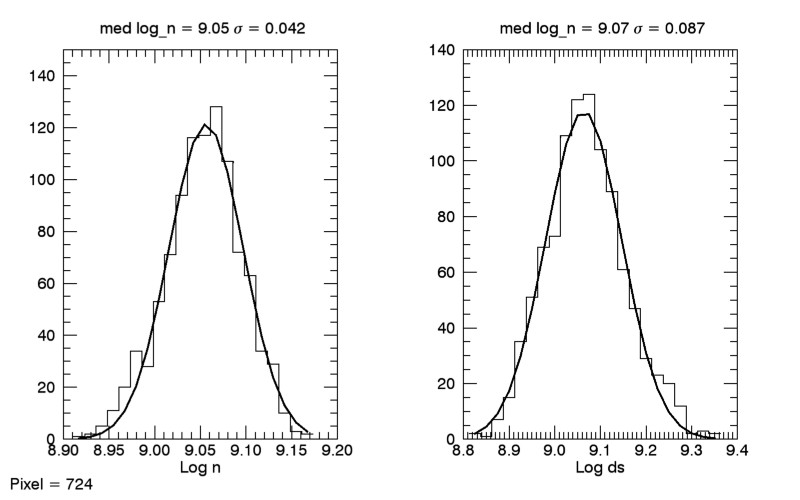 med log_n = 9.05 σ = 0.042
140
120
100
80
60
40
20
0
8.90 8.95 9.00 9.05 9.10 9.15 9.20
Log n
med log_n = 9.07 σ = 0.087
140
120
100
80
60
40
20
0
8.8 8.9 9.0 9.1 9.2 9.3 9.4
Log ds
Pixel = 724